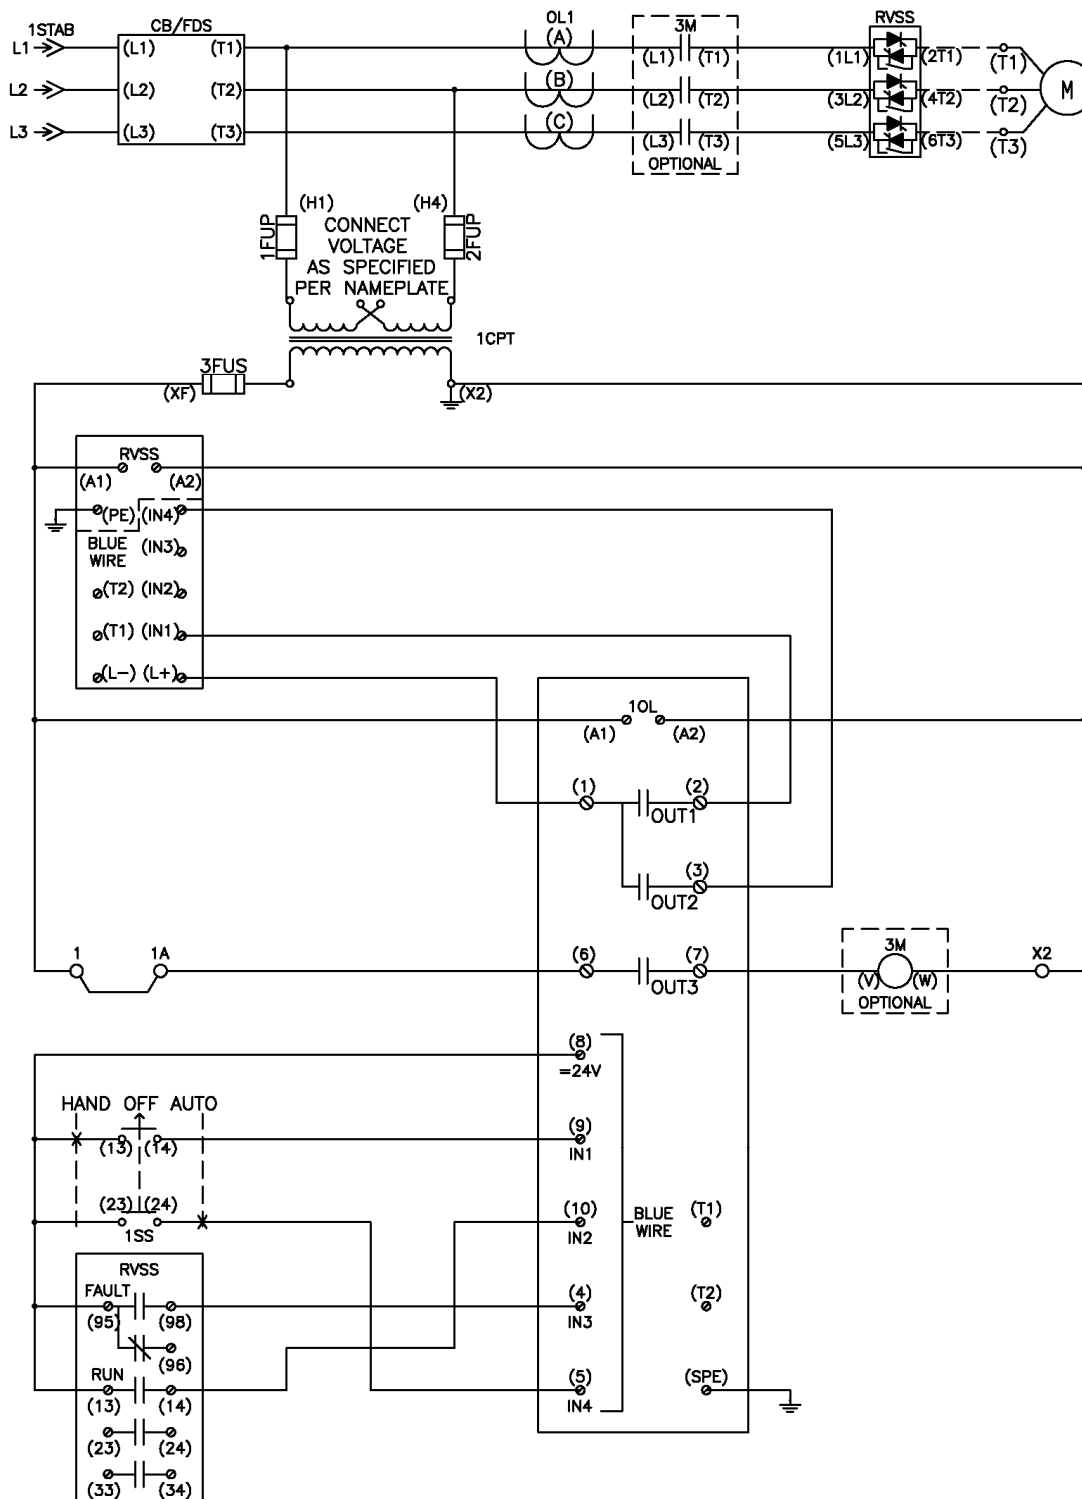 1STAB CB/FDS OL1 3M RVSS
L1 (L1) (T1) (A) (L1) (T1) (1L1) (2T1) (T1)
L2 (L2) (T2) (B) (L2) (T2) (3L2) (4T2) (T2) M
L3 (L3) (T3) (C) (L3) (T3) (5L3) (6T3) (T3)
OPTIONAL
(H1) (H4)
1FUP 2FUP
CONNECT
VOLTAGE
AS SPECIFIED
PER NAMEPLATE
1CPT
3FUS
(XF) (X2)
RVSS
(A1) (A2)
(PE) (IN4)
BLUE
WIRE
(IN3)
(T2) (IN2)
(T1) (IN1)
(L-) (L+)
1OL
(A1) (A2)
(1) (2)
OUT1
(3)
OUT2
1 1A (6) (7) 3M X2
OUT3 (V) (W)
OPTIONAL
(8)
=24V
HAND OFF AUTO
(13) (14) (9)
IN1
(23) (24) (10) (T1)
1SS IN2
BLUE
WIRE
RVSS
FAULT (4) (T2)
(95) (98) IN3
(96)
RUN (5) (SPE)
(13) (14) IN4
(23) (24)
(33) (34)